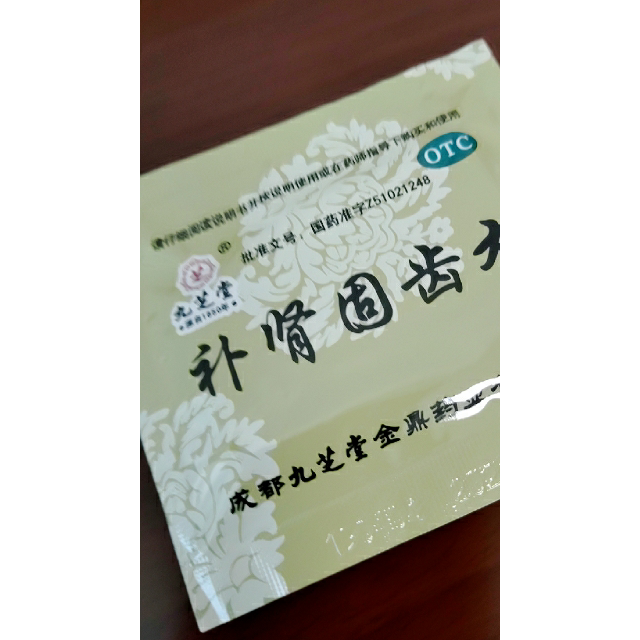 请仔细阅读说明书并按说明使用或在药师指导下购买和使用
OTC
批准文号：国药准字Z51021248
®
九芝堂
补肾固齿
成都九芝堂金鼎药业